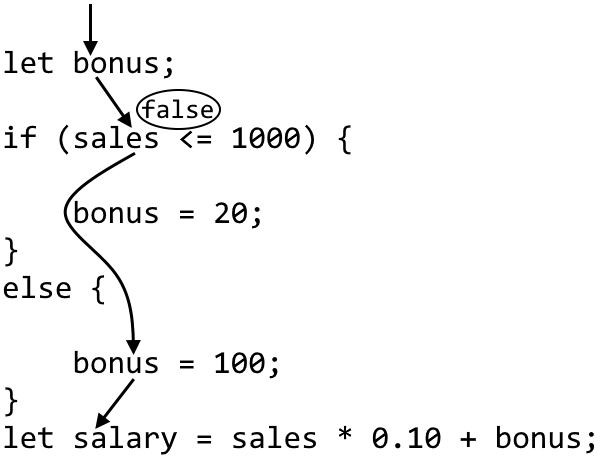 let bonus;
false
if (sales <= 1000) {
bonus = 20;
}
else {
bonus = 100;
}
let salary = sales * 0.10 + bonus;